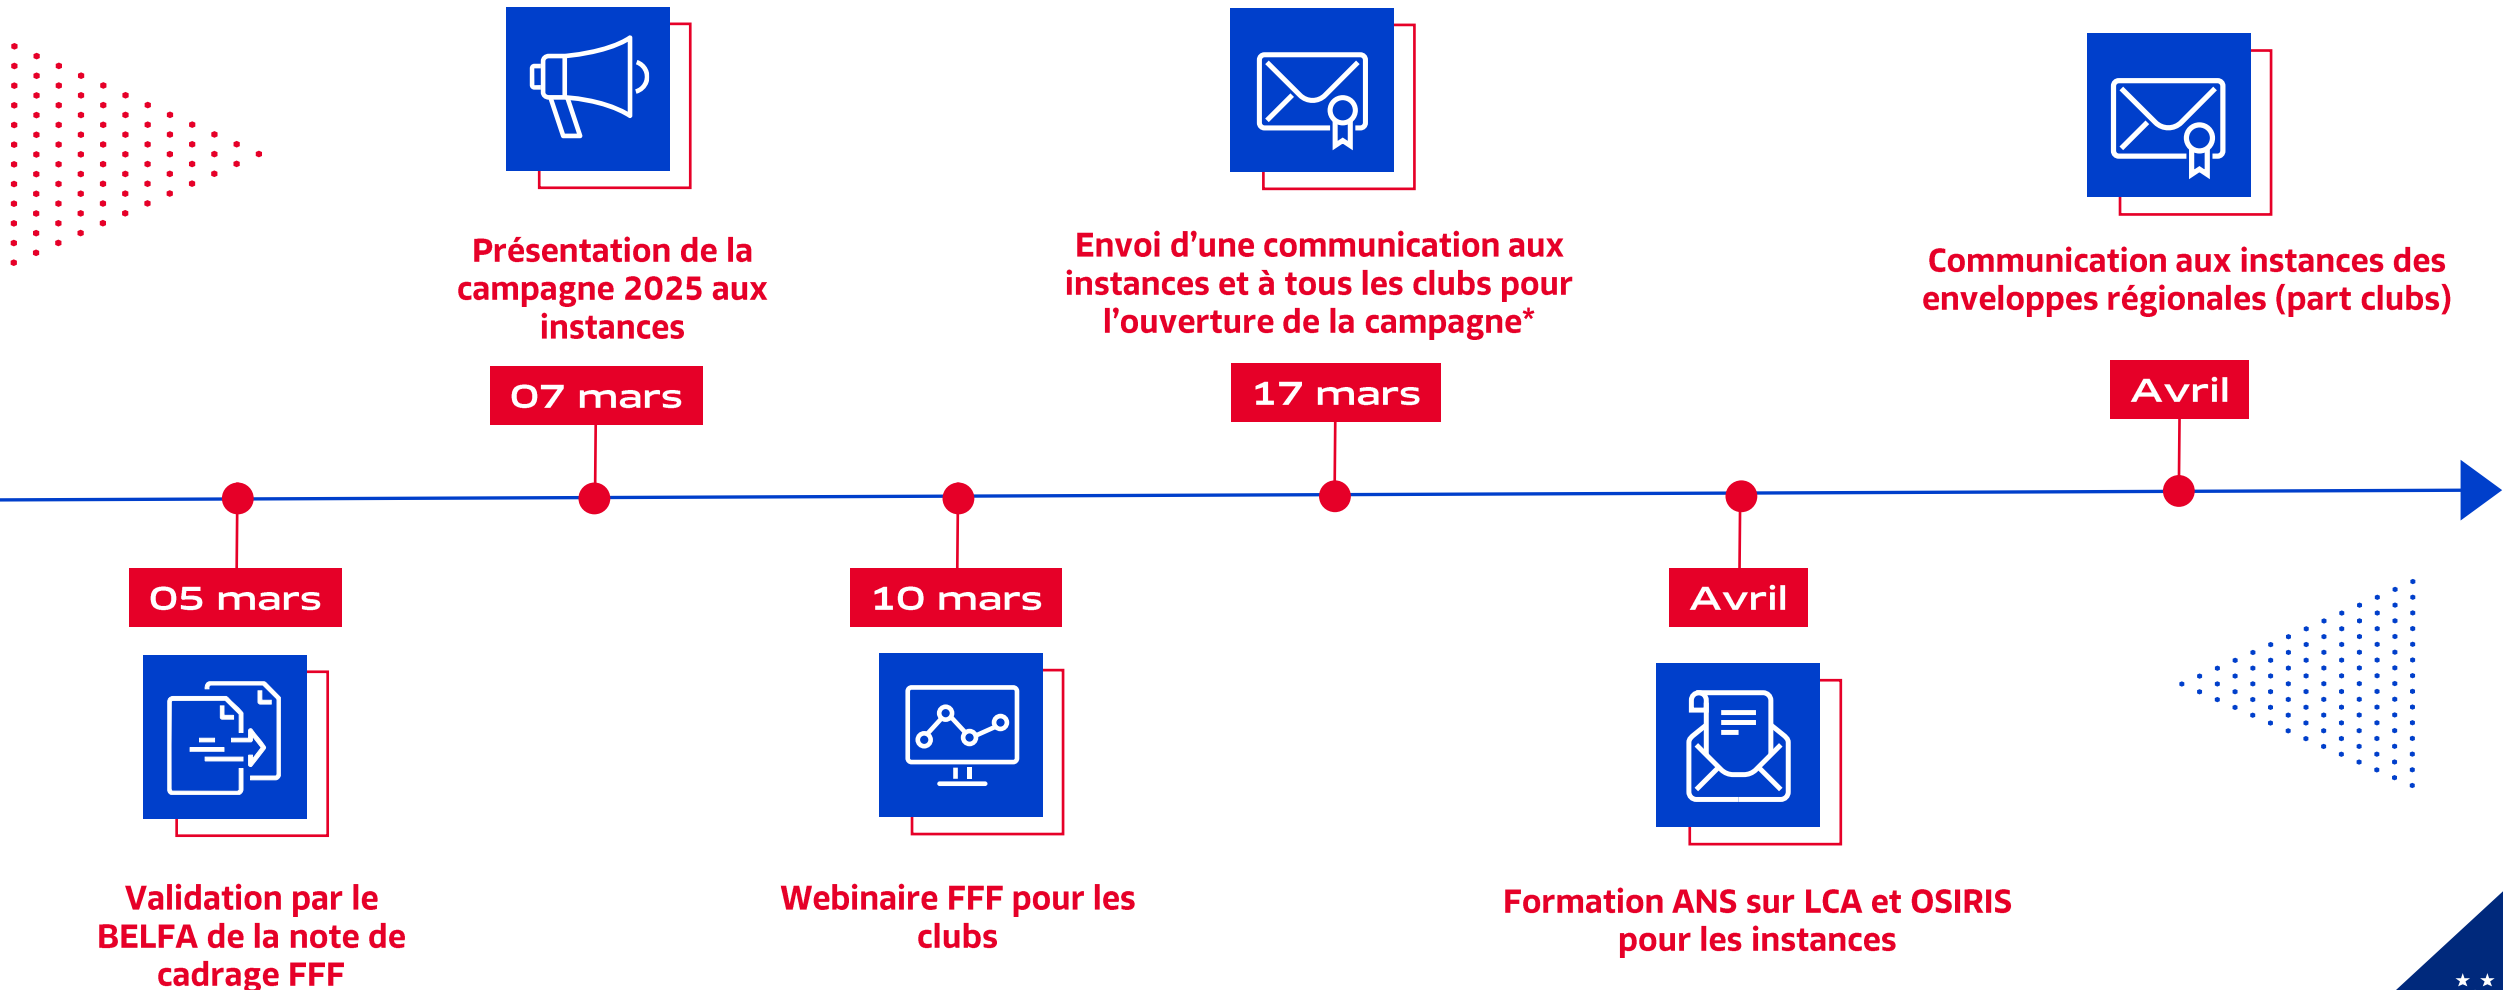 Présentation de la
campagne 2025 aux
instances
07 mars
Envoi d’une communication aux
instances et à tous les clubs pour
l’ouverture de la campagne*
17 mars
Communication aux instances des
enveloppes régionales (part clubs)
Avril
05 mars
Validation par le
BELFA de la note de
cadrage FFF
10 mars
Webinaire FFF pour les
clubs
Avril
Formation ANS sur LCA et OSIRIS
pour les instances